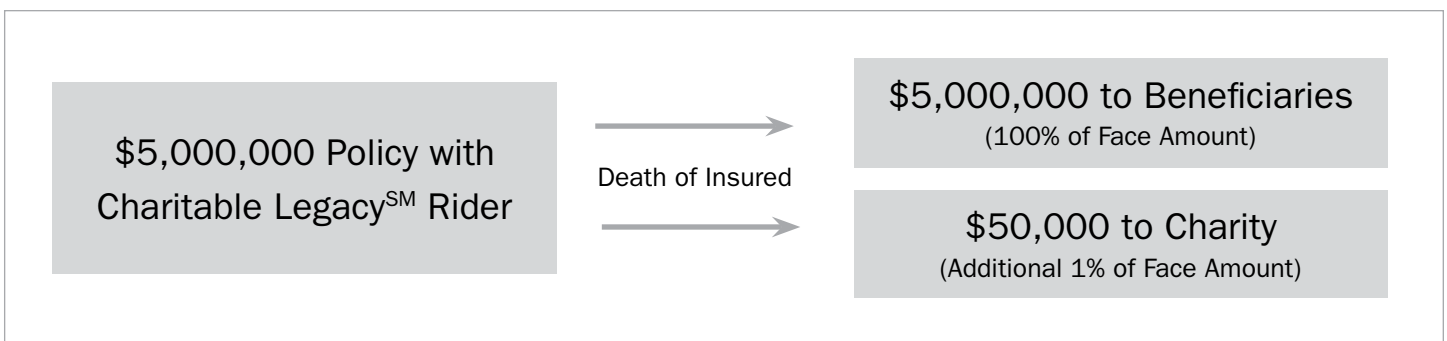 $5,000,000 Policy with
Charitable Legacy℠ Rider
Death of Insured
$5,000,000 to Beneficiaries
(100% of Face Amount)
$50,000 to Charity
(Additional 1% of Face Amount)